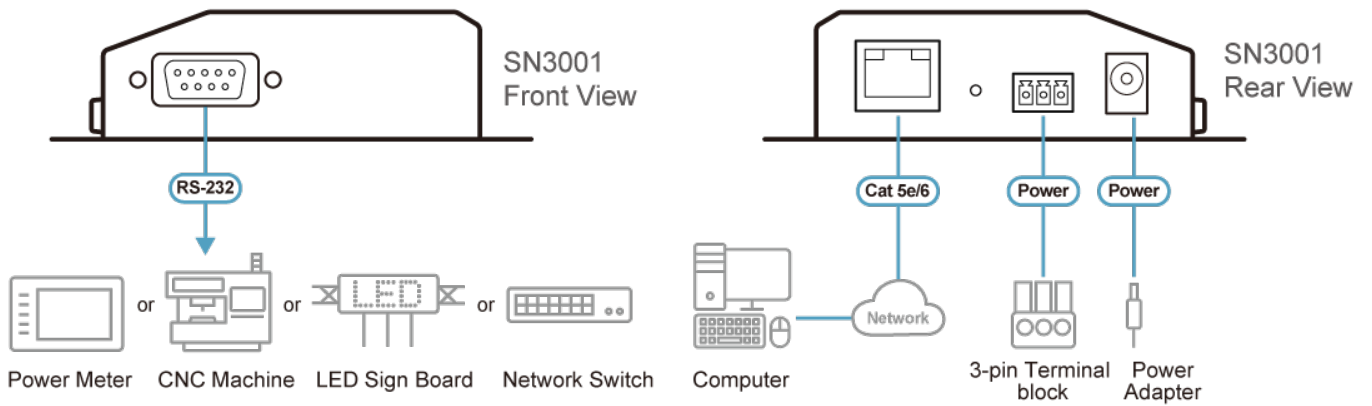 SN3001
Front View
SN3001
Rear View
RS-232
Cat 5e/6
Power
Power
or
or
LED
or
Network
Power Meter
CNC Machine
LED Sign Board
Network Switch
Computer
3-pin Terminal
block
Power
Adapter